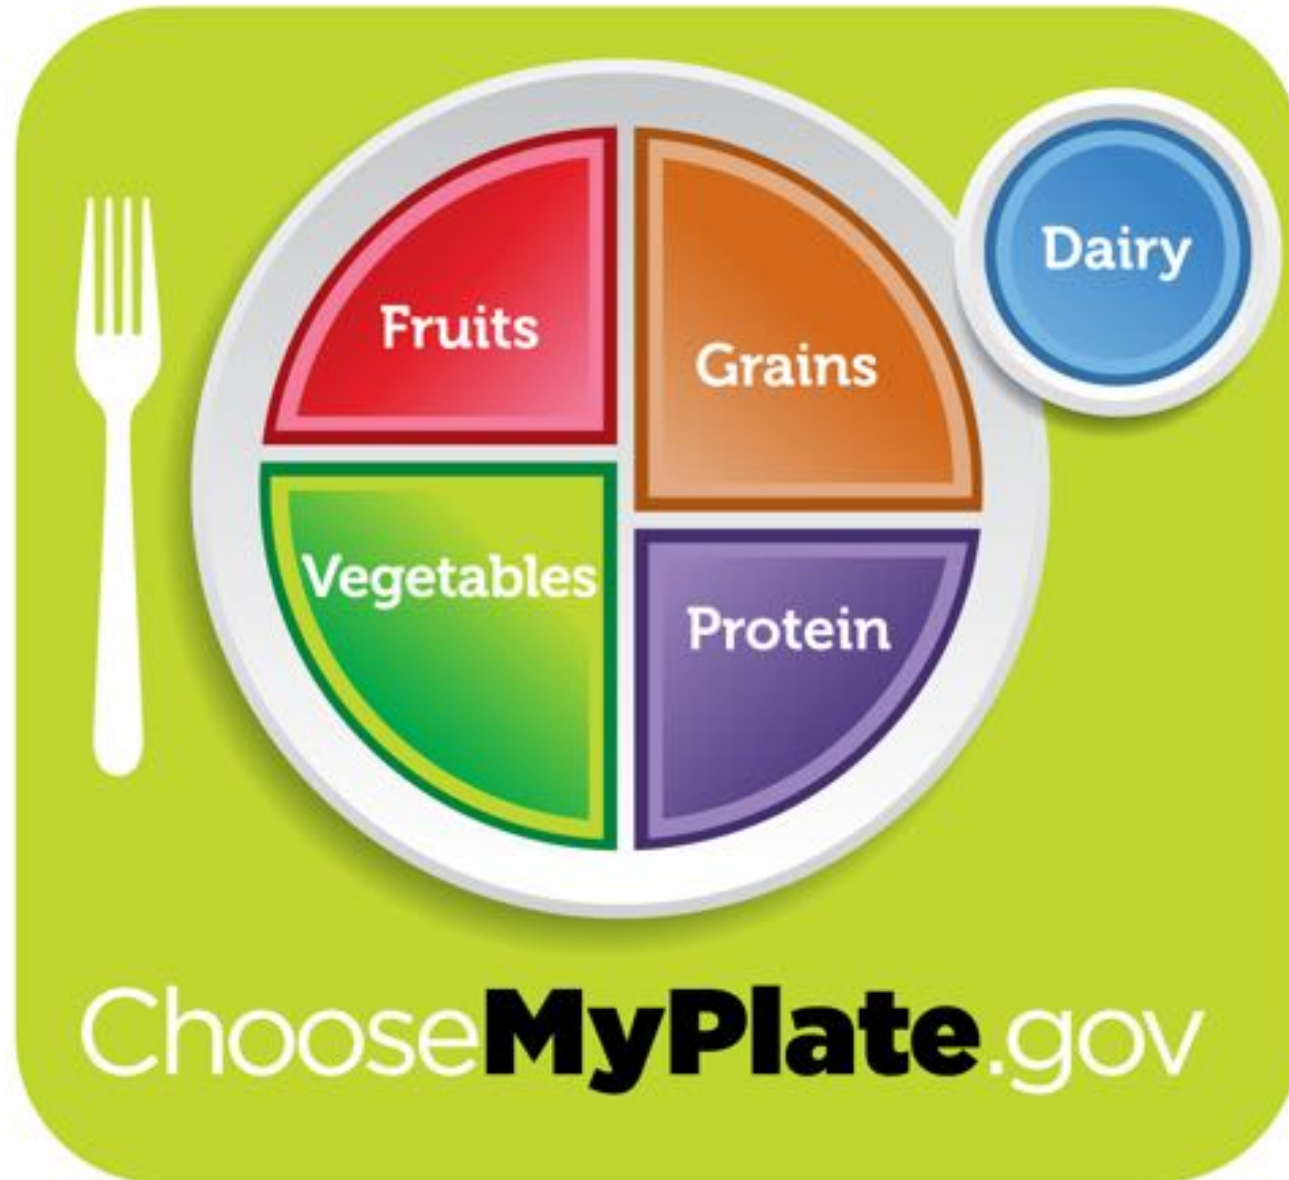 Dairy
Fruits
Grains
Vegetables
Protein
ChooseMyPlate.gov